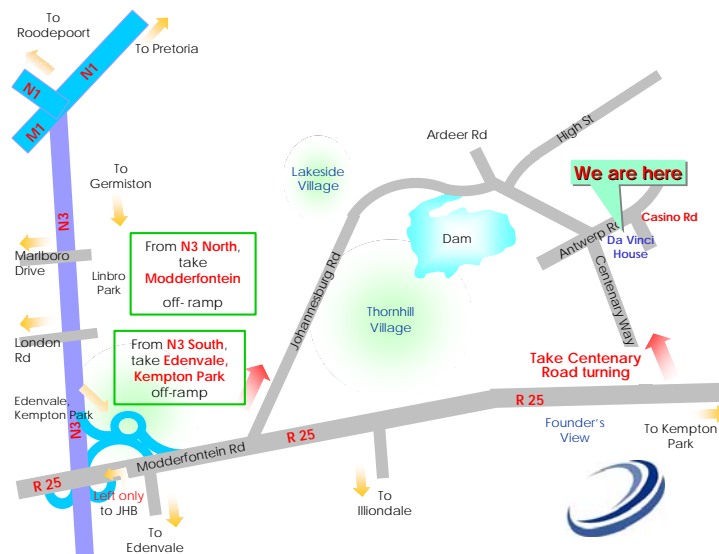 To
Roodepoort
To Pretoria
N1
N1
M1
To
Germiston
N3
Marlboro
Drive
Linbro
Park
From N3 North,
take
Modderfontein
off- ramp
London
Rd
From N3 South,
take Edenvale,
Kempton Park
off-ramp
Edenvale,
Kempton Park
N3
R 25
Left only
to JHB
Modderfontein Rd
To
Edenvale
R 25
To
Illiondale
Johannesburg Rd
Lakeside
Village
Thornhill
Village
Dam
Ardeer Rd
High St
We are here
Casino Rd
Antwerp Rd
Da Vinci
House
Centenary Way
Take Centenary
Road turning
R 25
Founder's
View
To Kempton
Park